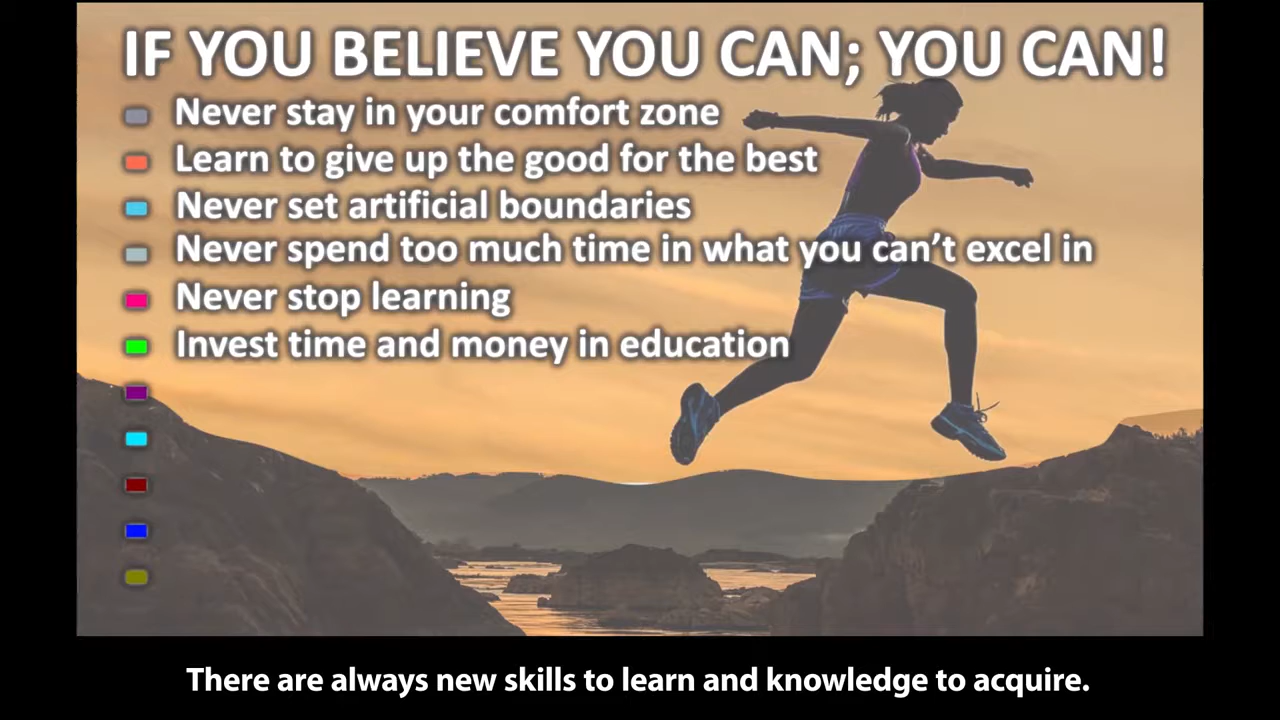 IF YOU BELIEVE YOU CAN; YOU CAN!
Never stay in your comfort zone
Learn to give up the good for the best
Never set artificial boundaries
Never spend too much time in what you can’t excel in
Never stop learning
Invest time and money in education
There are always new skills to learn and knowledge to acquire.